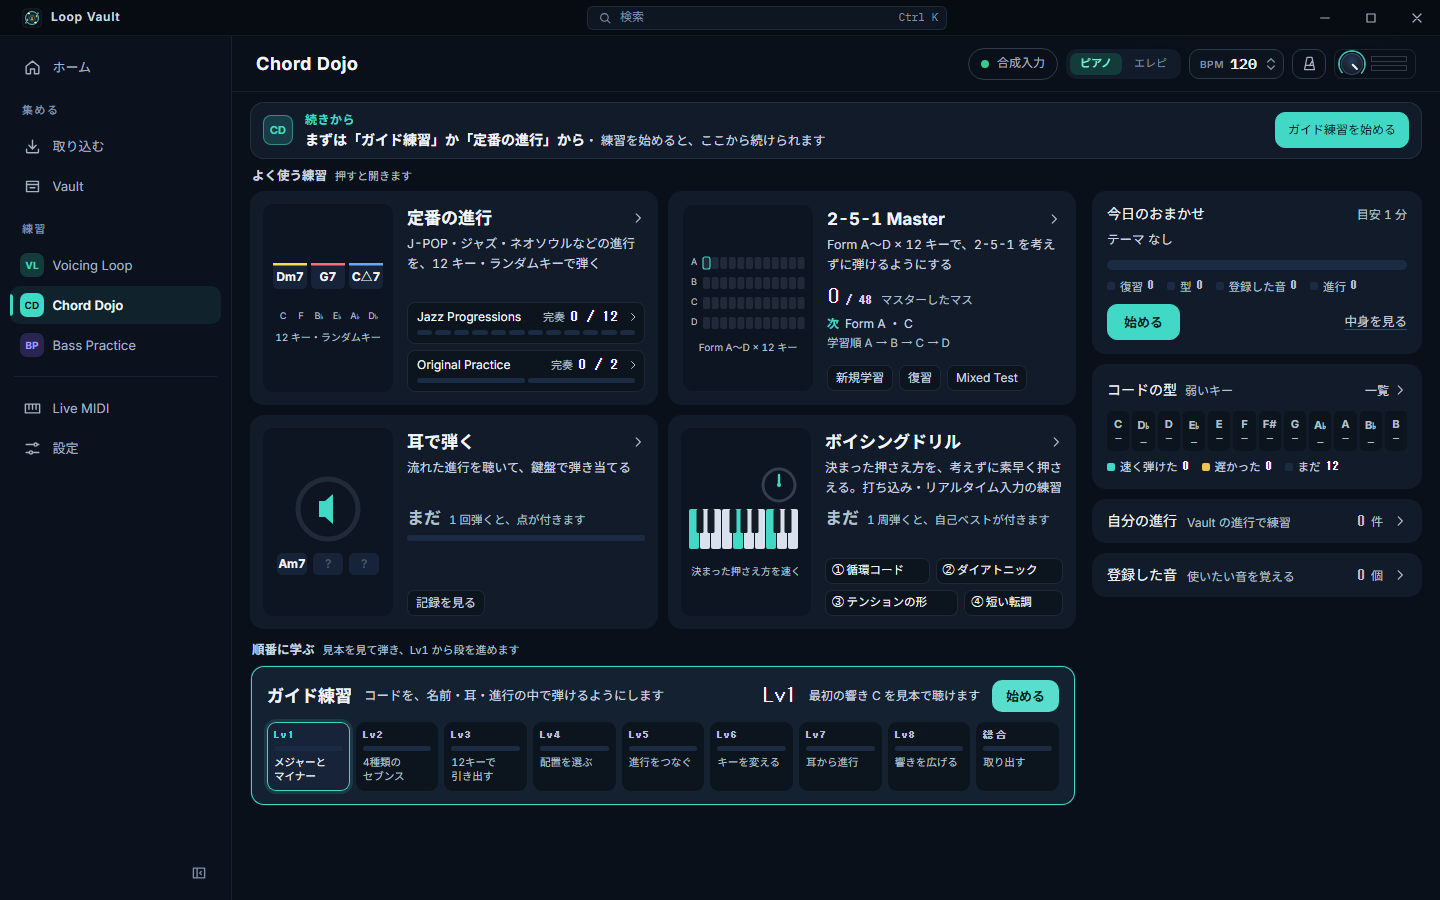 Loop Vault
検索
Ctrl K
ホーム
集める
取り込む
Vault
練習
VL Voicing Loop
CD Chord Dojo
BP Bass Practice
Live MIDI
設定
Chord Dojo
合成入力
ピアノ エレピ
BPM 120
CD
続きから
まずは「ガイド練習」か「定番の進行」から・ 練習を始めると、ここから続けられます
ガイド練習を始める
よく使う練習 押すと開きます
定番の進行
J-POP・ジャズ・ネオソウルなどの進行
を、12 キー・ランダムキーで弾く
Dm7 G7 C△7
C F B♭ E♭ A♭ D♭
12 キー・ランダムキー
Jazz Progressions 完奏 0 / 12
Original Practice 完奏 0 / 2
2-5-1 Master
Form A〜D × 12 キーで、2-5-1 を考え
ずに弾けるようにする
A
B
C
D
Form A〜D × 12 キー
0 / 48 マスターしたマス
次 Form A ・ C
学習順 A → B → C → D
新規学習 復習 Mixed Test
耳で弾く
流れた進行を聴いて、鍵盤で弾き当てる
Am7 ? ?
まだ 1 回弾くと、点が付きます
記録を見る
ボイシングドリル
決まった押さえ方を、考えずに素早く押さ
える。打ち込み・リアルタイム入力の練習
決まった押さえ方を速く
まだ 1 周弾くと、自己ベストが付きます
① 循環コード ② ダイアトニック
③ テンションの形 ④ 短い転調
今日のおまかせ 目安 1 分
テーマ なし
復習 0 型 0 登録した音 0 進行 0
始める 中身を見る
コードの型 弱いキー 一覧
C D♭ D E♭ E F F# G A♭ A B♭ B
– – – – – – – – – – – –
速く弾けた 0 遅かった 0 まだ 12
自分の進行 Vault の進行で練習 0 件
登録した音 使いたい音を覚える 0 個
順番に学ぶ 見本を見て弾き、Lv1 から段を進めます
ガイド練習 コードを、名前・耳・進行の中で弾けるようにします
Lv1 最初の響き C を見本で聴けます 始める
Lv1
メジャーと
マイナー
Lv2
4種類の
セブンス
Lv3
12キーで
引き出す
Lv4
配置を選ぶ
Lv5
進行をつなぐ
Lv6
キーを変える
Lv7
耳から進行
Lv8
響きを広げる
総合
取り出す